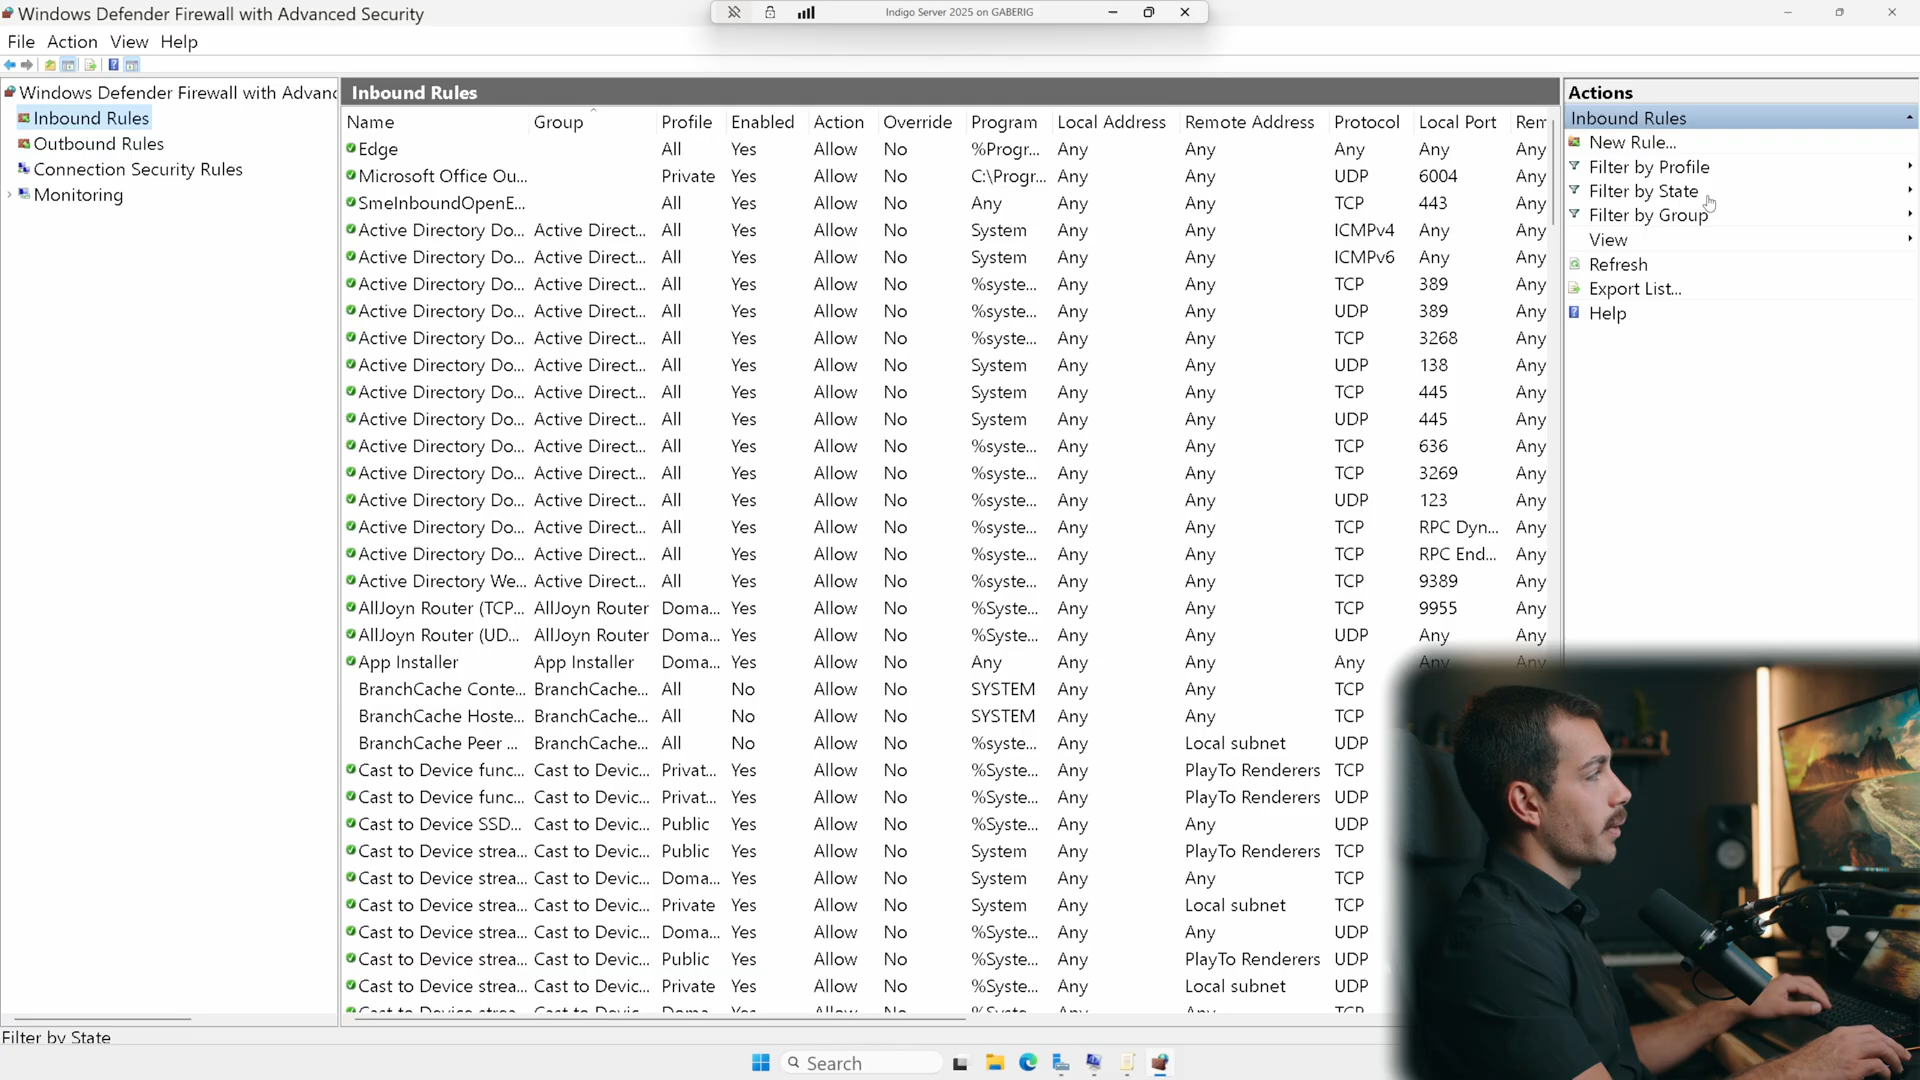 Windows Defender Firewall with Advanced Security
Indigo Server 2025 on GABERIG
File Action View Help
Windows Defender Firewall with Advanc
Inbound Rules
Outbound Rules
Connection Security Rules
Monitoring
Inbound Rules
Name Group Profile Enabled Action Override Program Local Address Remote Address Protocol Local Port Rem
Edge All Yes Allow No %Progr... Any Any Any Any Any
Microsoft Office Ou... Private Yes Allow No C:\Progr... Any Any UDP 6004 Any
SmeInboundOpenE... All Yes Allow No Any Any Any TCP 443 Any
Active Directory Do... Active Direct... All Yes Allow No System Any Any ICMPv4 Any Any
Active Directory Do... Active Direct... All Yes Allow No System Any Any ICMPv6 Any Any
Active Directory Do... Active Direct... All Yes Allow No %syste... Any Any TCP 389 Any
Active Directory Do... Active Direct... All Yes Allow No %syste... Any Any UDP 389 Any
Active Directory Do... Active Direct... All Yes Allow No %syste... Any Any TCP 3268 Any
Active Directory Do... Active Direct... All Yes Allow No System Any Any UDP 138 Any
Active Directory Do... Active Direct... All Yes Allow No System Any Any TCP 445 Any
Active Directory Do... Active Direct... All Yes Allow No System Any Any UDP 445 Any
Active Directory Do... Active Direct... All Yes Allow No %syste... Any Any TCP 636 Any
Active Directory Do... Active Direct... All Yes Allow No %syste... Any Any TCP 3269 Any
Active Directory Do... Active Direct... All Yes Allow No %syste... Any Any UDP 123 Any
Active Directory Do... Active Direct... All Yes Allow No %syste... Any Any TCP RPC Dyn... Any
Active Directory Do... Active Direct... All Yes Allow No %syste... Any Any TCP RPC End... Any
Active Directory We... Active Direct... All Yes Allow No %syste... Any Any TCP 9389 Any
AllJoyn Router (TCP... AllJoyn Router Doma... Yes Allow No %Syste... Any Any TCP 9955 Any
AllJoyn Router (UD... AllJoyn Router Doma... Yes Allow No %Syste... Any Any UDP Any Any
App Installer App Installer Doma... Yes Allow No Any Any Any Any Any Any
BranchCache Conte... BranchCache... All No Allow No SYSTEM Any Any TCP
BranchCache Hoste... BranchCache... All No Allow No SYSTEM Any Any TCP
BranchCache Peer ... BranchCache... All No Allow No %syste... Any Local subnet UDP
Cast to Device func... Cast to Devic... Privat... Yes Allow No %Syste... Any PlayTo Renderers TCP
Cast to Device func... Cast to Devic... Privat... Yes Allow No %Syste... Any PlayTo Renderers UDP
Cast to Device SSD... Cast to Devic... Public Yes Allow No %Syste... Any Any UDP
Cast to Device strea... Cast to Devic... Public Yes Allow No System Any PlayTo Renderers TCP
Cast to Device strea... Cast to Devic... Doma... Yes Allow No System Any Any TCP
Cast to Device strea... Cast to Devic... Private Yes Allow No System Any Local subnet TCP
Cast to Device strea... Cast to Devic... Doma... Yes Allow No %Syste... Any Any UDP
Cast to Device strea... Cast to Devic... Public Yes Allow No %Syste... Any PlayTo Renderers UDP
Cast to Device strea... Cast to Devic... Private Yes Allow No %Syste... Any Local subnet UDP
Cast to Device strea... Cast to Devic... Doma... Yes Allow No %Syste... Any Any TCP
Actions
Inbound Rules
New Rule...
Filter by Profile
Filter by State
Filter by Group
View
Refresh
Export List...
Help
Filter by State
Search